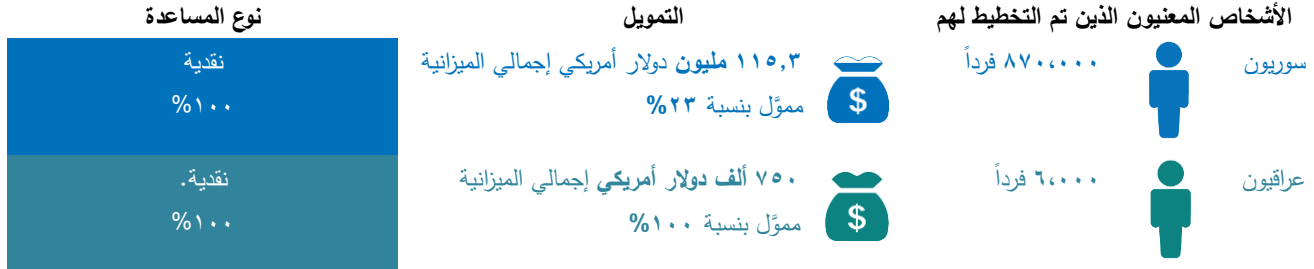 الأشخاص المعنيون الذين تم التخطيط لهم
التمويل
نوع المساعدة
سوريون
٨٧٠،٠٠٠ فرداً
$
١١٥,٣ مليون دولار أمريكي إجمالي الميزانية
مموَّل بنسبة ٢٣%
نقدية
١٠٠%
عراقيون
٦،٠٠٠ فرداً
$
٧٥٠ ألف دولار أمريكي إجمالي الميزانية
مموَّل بنسبة ١٠٠%
نقدية.
١٠٠%